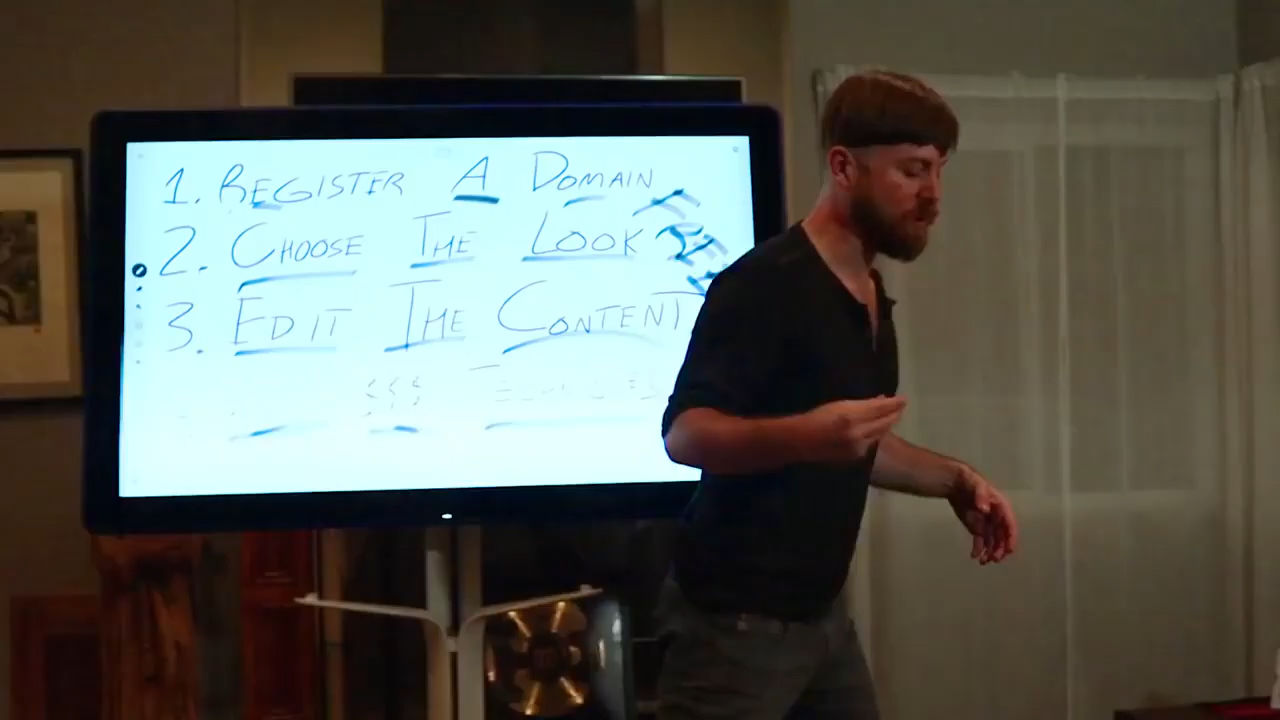 1. REGISTER A DOMAIN
2. CHOOSE THE LOOK
3. EDIT THE CONTENT